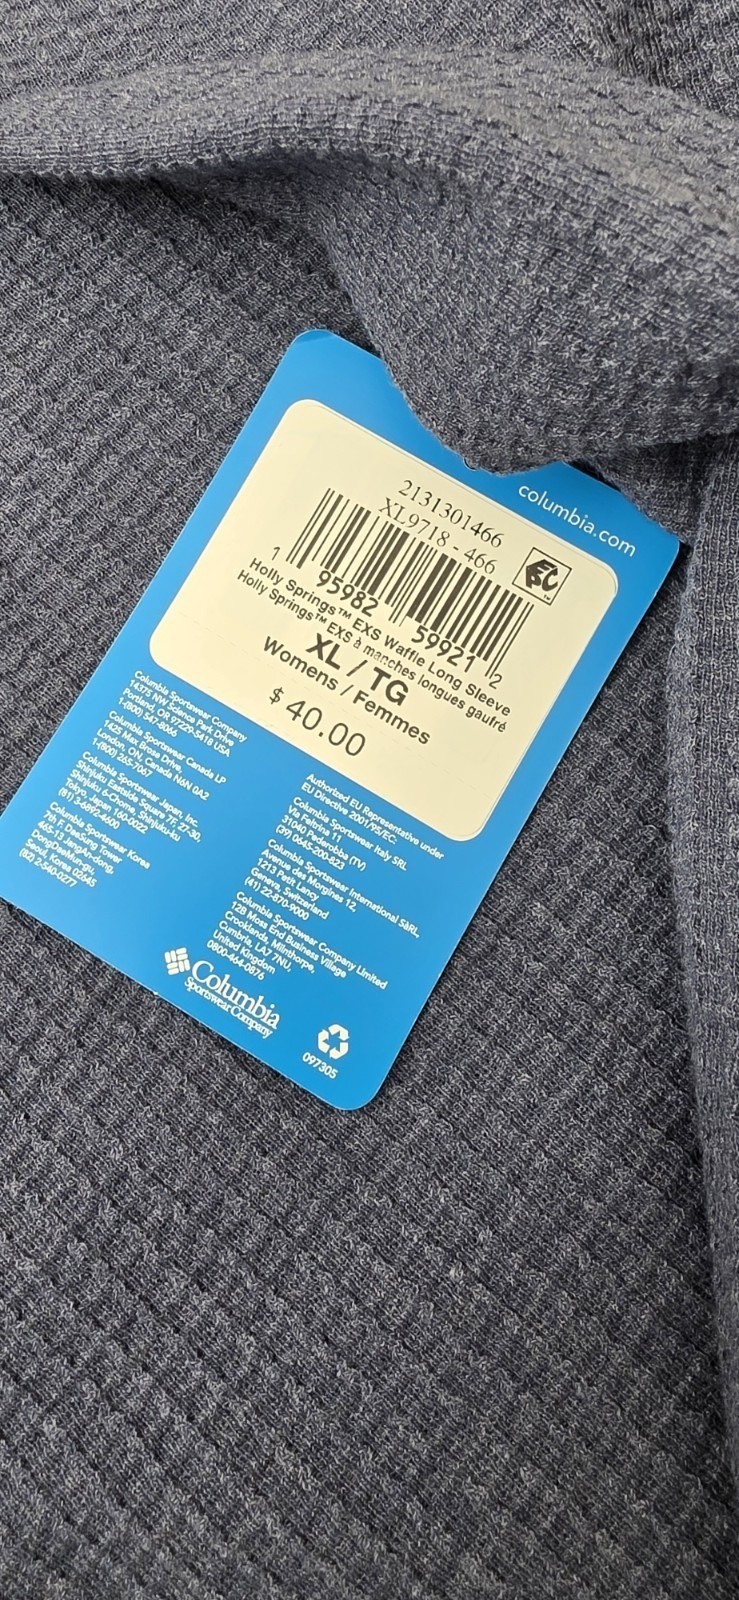 columbia.com
2131301466
XL9718 - 466
1 95982 59921 2
Holly Springs™ EXS Waffle Long Sleeve
Holly Springs™ EXS à manches longues gaufré
XL / TG
Womens / Femmes
$ 40.00
Columbia Sportswear Company
14375 NW Science Park Drive
Portland, OR 97229-5418 USA
1-(800) 547-8066
Columbia Sportswear Canada LP
1425 Max Brose Drive,
London, ON, Canada N6N 0A2
1-(800) 265-7067
Columbia Sportswear Japan, Inc.
Shinjuku Eastside Square 7F, 27-30,
Shinjuku 6-Chome, Shinjuku-ku
Tokyo, Japan 160-0022
(81) 3-6892-4600
Columbia Sportswear Korea
7th F. DaeSung Tower
465-13 JangAn-dong,
DongDaeMun-gu,
Seoul, Korea 02645
(82) 2-540-0277
Authorized EU Representative under
EU Directive 2001/95/EC:
Columbia Sportswear Italy SRL
Via Feltrina 11
31040 Pederobba (TV)
(39) 0645-200-823
Columbia Sportswear International SàRL,
Avenue des Morgines 12,
1213 Petit Lancy
Geneva, Switzerland
(41) 22-870-9000
Columbia Sportswear Company Limited
128 Moss End Business Village
Crooklands, Milnthorpe,
Cumbria, LA7 7NU,
United Kingdom
0800-464-0876
Columbia
Sportswear Company
097305